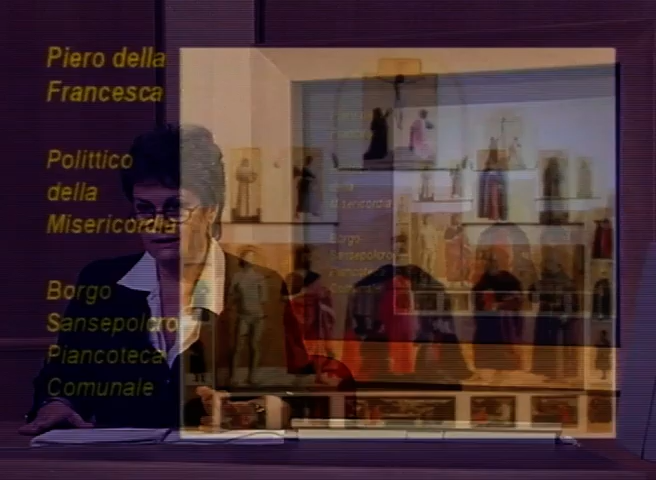 Piero della
Francesca
Polittico
della
Misericordia
Borgo
Sansepolcro
Piancoteca
Comunale